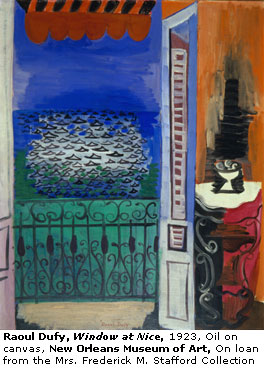 Raoul Dufy, Window at Nice, 1923, Oil on
canvas, New Orleans Museum of Art, On loan
from the Mrs. Frederick M. Stafford Collection